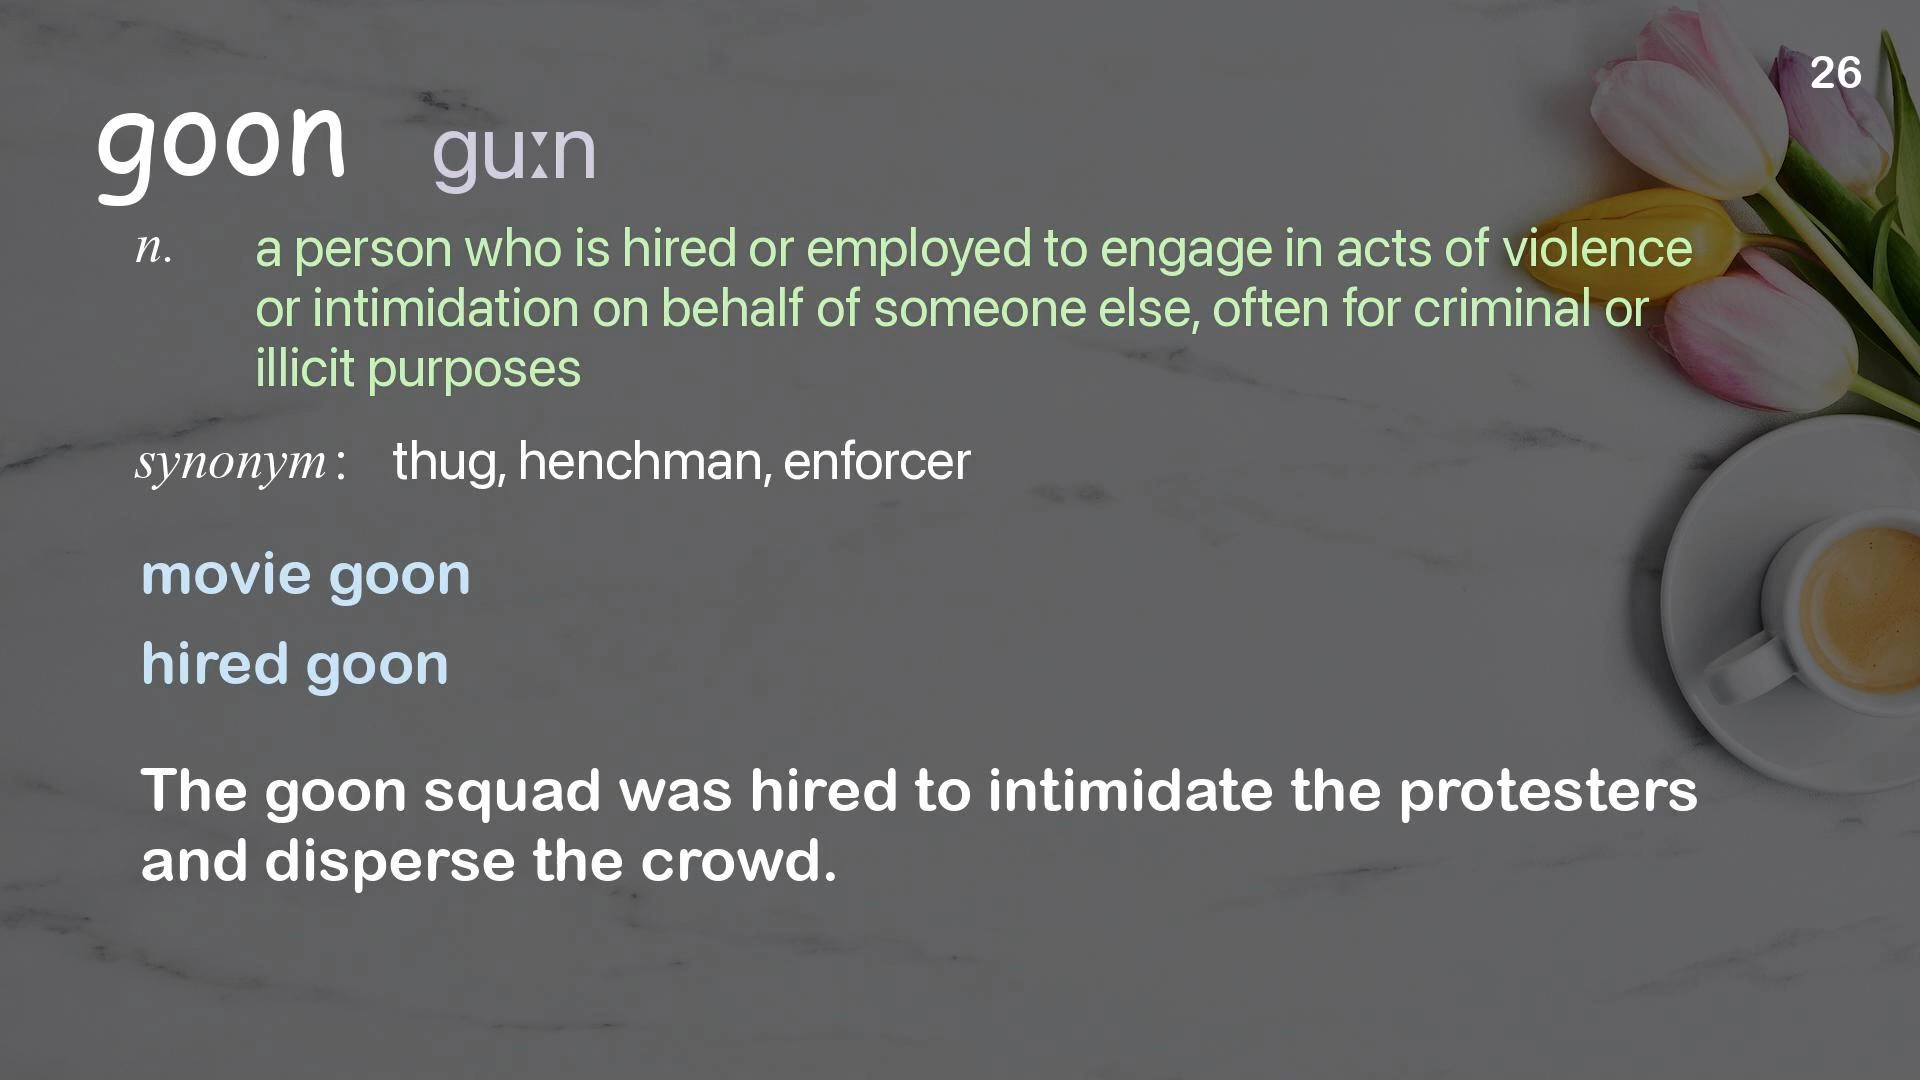 26
goon guːn
n. a person who is hired or employed to engage in acts of violence
or intimidation on behalf of someone else, often for criminal or
illicit purposes
synonym: thug, henchman, enforcer
movie goon
hired goon
The goon squad was hired to intimidate the protesters
and disperse the crowd.